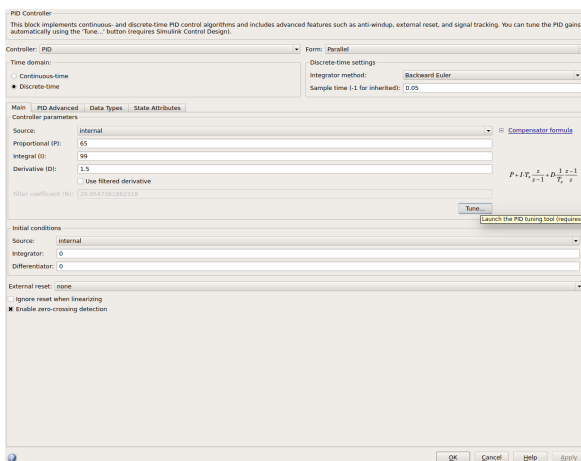 PID Controller
This block implements continuous- and discrete-time PID control algorithms and includes advanced features such as anti-windup, external reset, and signal tracking. You can tune the PID gains
automatically using the 'Tune...' button (requires Simulink Control Design).
Controller: PID
Form: Parallel
Time domain:
Continuous-time
Discrete-time
Discrete-time settings
Integrator method: Backward Euler
Sample time (-1 for inherited): 0.05
Main PID Advanced Data Types State Attributes
Controller parameters
Source: internal
Compensator formula
Proportional (P): 65
Integral (I): 99
Derivative (D): 1.5
Use filtered derivative
P+I·Ts z/(z−1)+D·1/Ts (z−1)/z
Tune...
Launch the PID tuning tool (requires
Initial conditions
Source: internal
Integrator: 0
Differentiator: 0
External reset: none
Ignore reset when linearizing
Enable zero-crossing detection
OK Cancel Help Apply